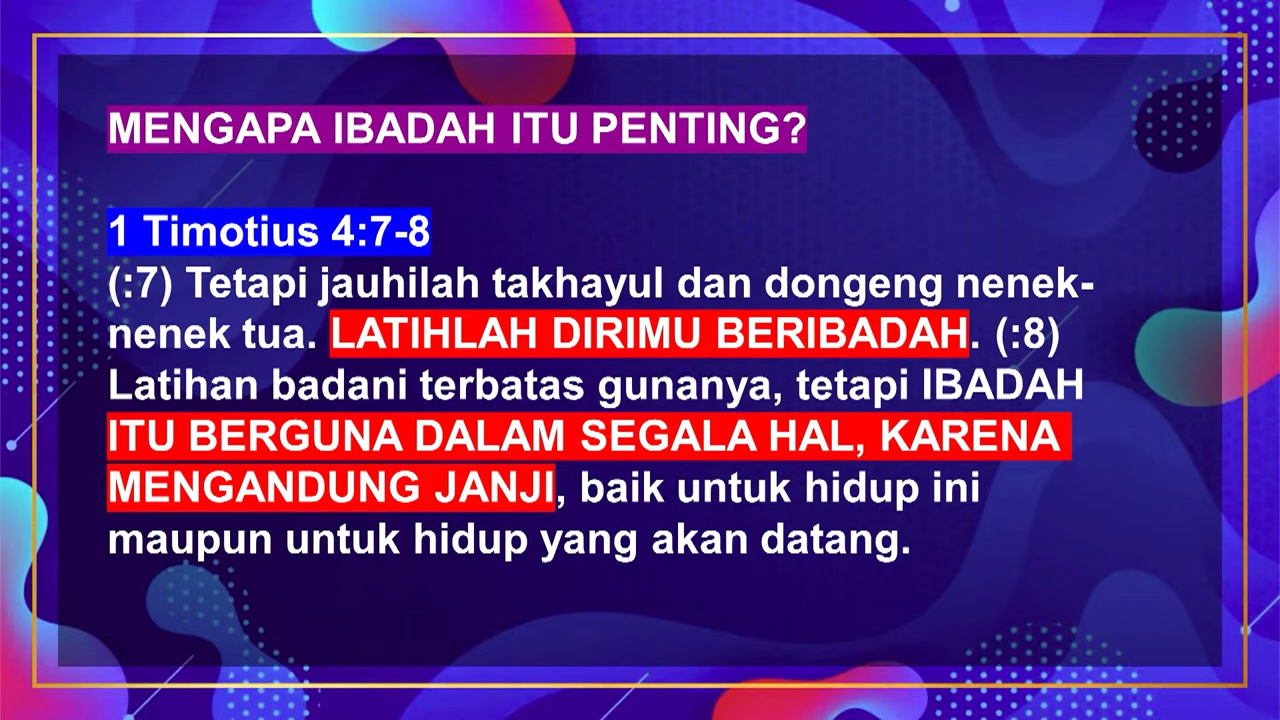 MENGAPA IBADAH ITU PENTING?
1 Timotius 4:7-8
(:7) Tetapi jauhilah takhayul dan dongeng nenek-
nenek tua. LATIHLAH DIRIMU BERIBADAH. (:8)
Latihan badani terbatas gunanya, tetapi IBADAH
ITU BERGUNA DALAM SEGALA HAL, KARENA
MENGANDUNG JANJI, baik untuk hidup ini
maupun untuk hidup yang akan datang.